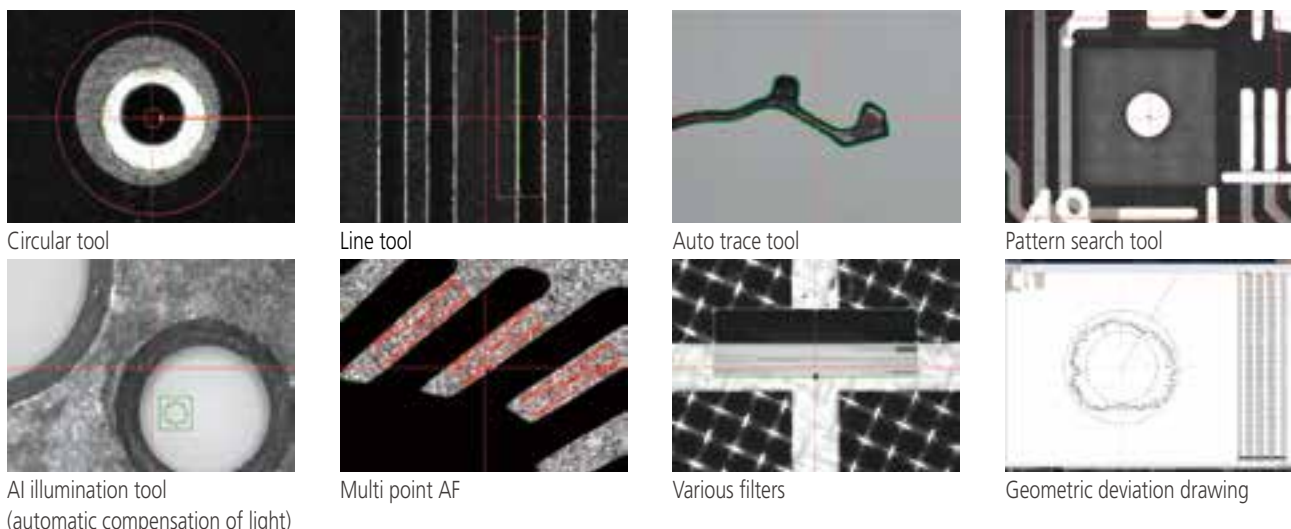 Circular tool
Line tool
Auto trace tool
Pattern search tool
AI illumination tool
(automatic compensation of light)
Multi point AF
Various filters
Geometric deviation drawing